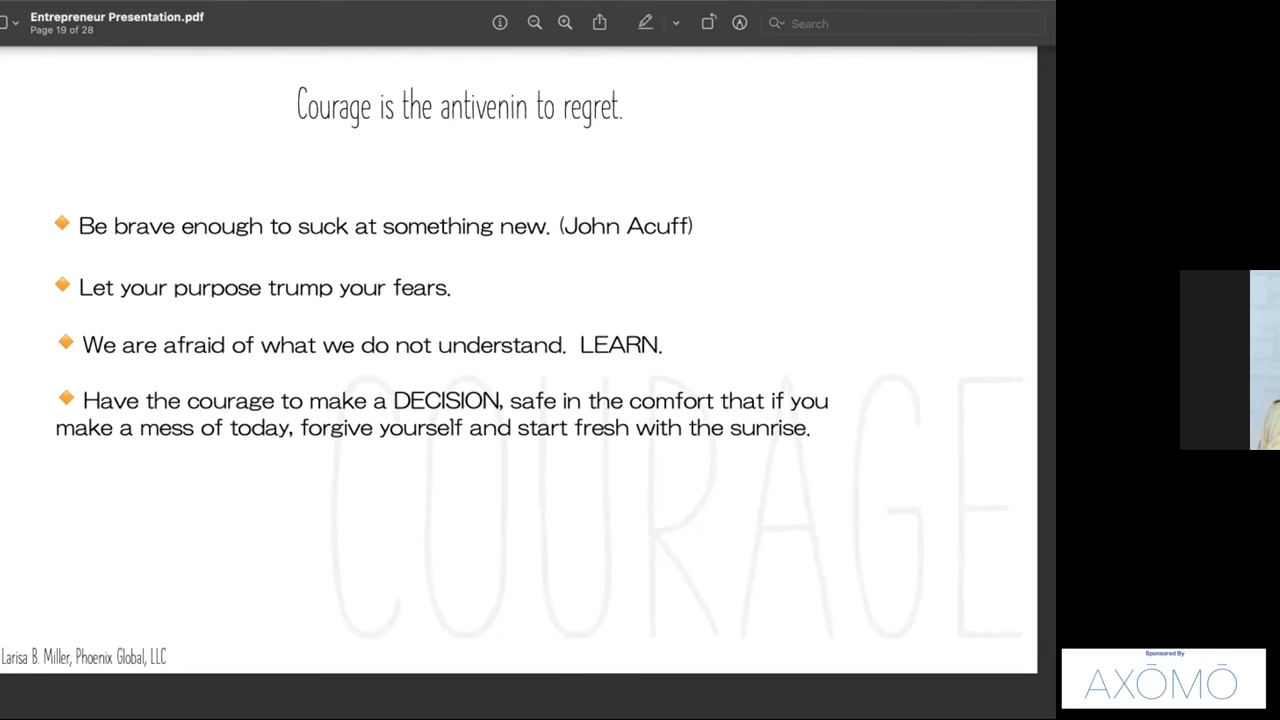 Entrepreneur Presentation.pdf
Page 19 of 28
Search
Courage is the antivenin to regret.
Be brave enough to suck at something new. (John Acuff)
Let your purpose trump your fears.
We are afraid of what we do not understand. LEARN.
Have the courage to make a DECISION, safe in the comfort that if you
make a mess of today, forgive yourself and start fresh with the sunrise.
COURAGE
Larisa B. Miller, Phoenix Global, LLC
Sponsored By
AXŌMŌ